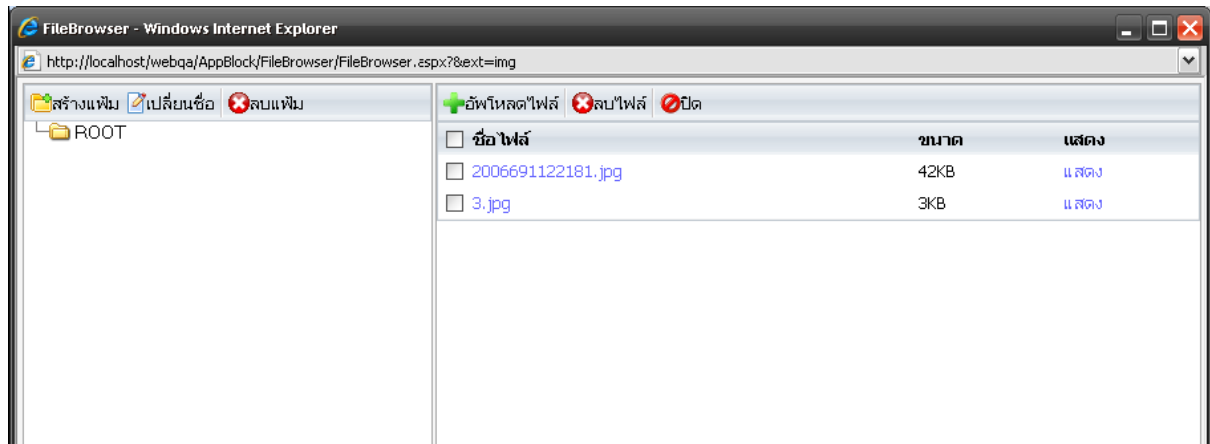 FileBrowser - Windows Internet Explorer
http://localhost/webqa/AppBlock/FileBrowser/FileBrowser.aspx?&ext=img
สร้างแฟ้ม เปลี่ยนชื่อ ลบแฟ้ม
ROOT
อัพโหลดไฟล์ ลบไฟล์ ปิด
ชื่อไฟล์ ขนาด แสดง
2006691122181.jpg 42KB แสดง
3.jpg 3KB แสดง